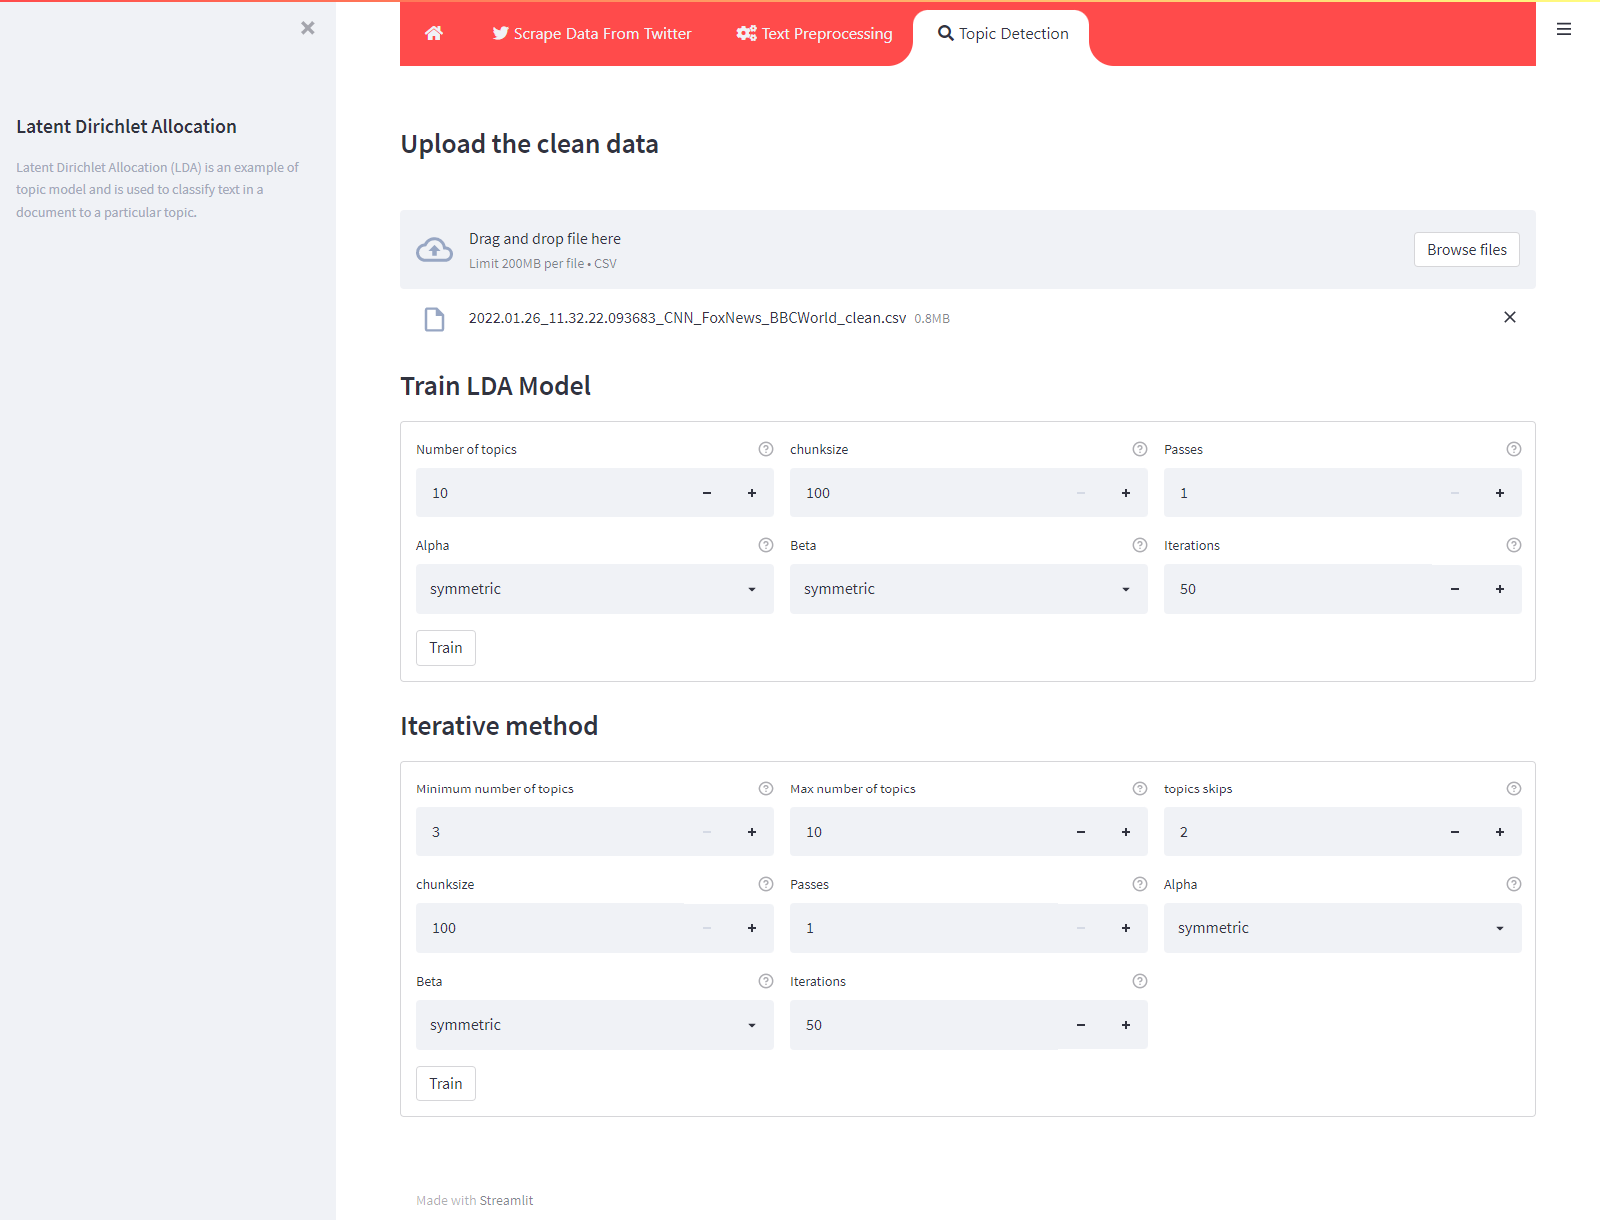 Scrape Data From Twitter
Text Preprocessing
Topic Detection
Latent Dirichlet Allocation
Latent Dirichlet Allocation (LDA) is an example of
topic model and is used to classify text in a
document to a particular topic.
Upload the clean data
Drag and drop file here
Limit 200MB per file • CSV
Browse files
2022.01.26_11.32.22.093683_CNN_FoxNews_BBCWorld_clean.csv 0.8MB
Train LDA Model
Number of topics
chunksize
Passes
10
100
1
Alpha
Beta
Iterations
symmetric
symmetric
50
Train
Iterative method
Minimum number of topics
Max number of topics
topics skips
3
10
2
chunksize
Passes
Alpha
100
1
symmetric
Beta
Iterations
symmetric
50
Train
Made with Streamlit